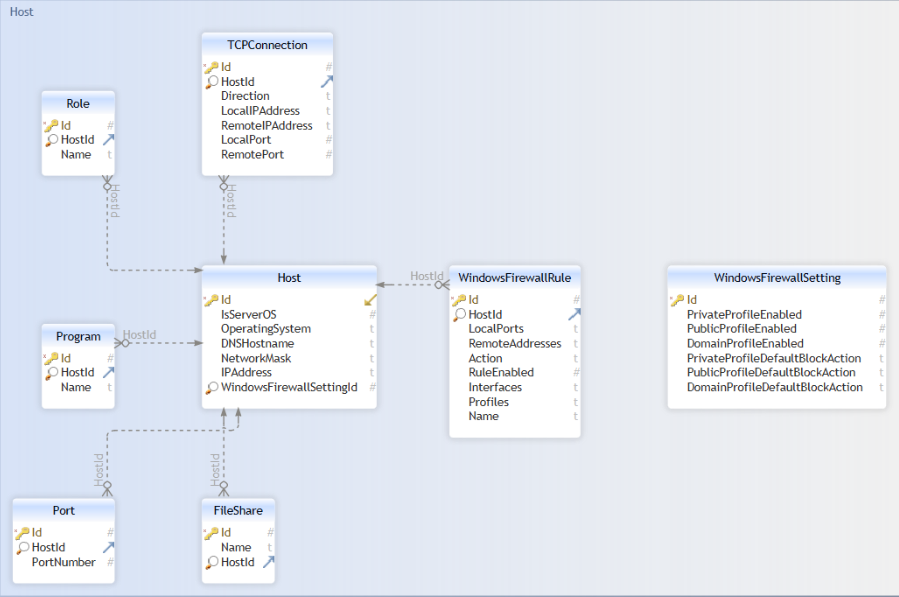 Host
TCPConnection
Id #
HostId
Direction t
LocalIPAddress t
RemoteIPAddress t
LocalPort #
RemotePort #
Role
Id #
HostId
Name t
HostId
HostId
Host
Id
IsServerOS #
OperatingSystem t
DNSHostname t
NetworkMask t
IPAddress t
WindowsFirewallSettingId #
HostId
WindowsFirewallRule
Id #
HostId
LocalPorts t
RemoteAddresses t
Action t
RuleEnabled #
Interfaces t
Profiles t
Name t
WindowsFirewallSetting
Id #
PrivateProfileEnabled #
PublicProfileEnabled #
DomainProfileEnabled #
PrivateProfileDefaultBlockAction t
PublicProfileDefaultBlockAction t
DomainProfileDefaultBlockAction t
Program
Id #
HostId
Name t
HostId
HostId
HostId
Port
Id #
HostId
PortNumber #
FileShare
Id #
Name t
HostId